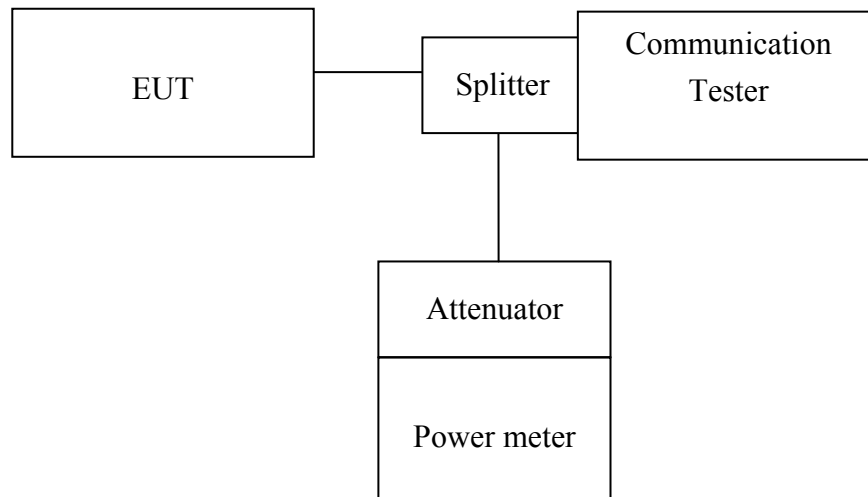 EUT
Splitter
Communication
Tester
Attenuator
Power meter